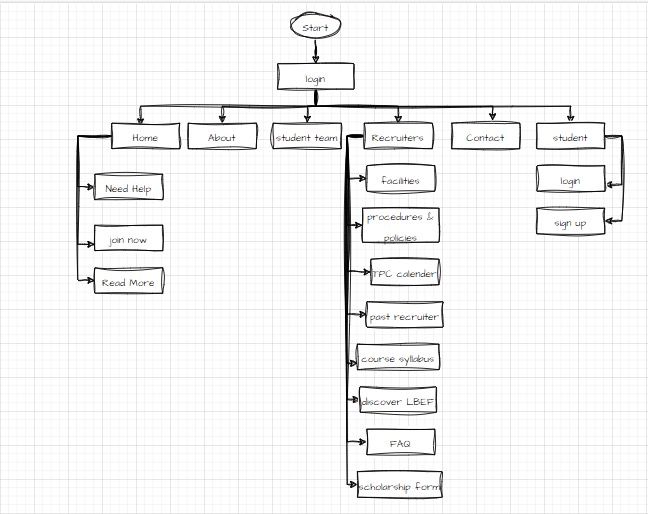 Start
login
Home
About
student team
Recruiters
Contact
student
Need Help
join now
Read More
facilities
procedures &
policies
TPC calender
past recruiter
course syllabus
discover LBEF
FAQ
scholarship form
login
sign up